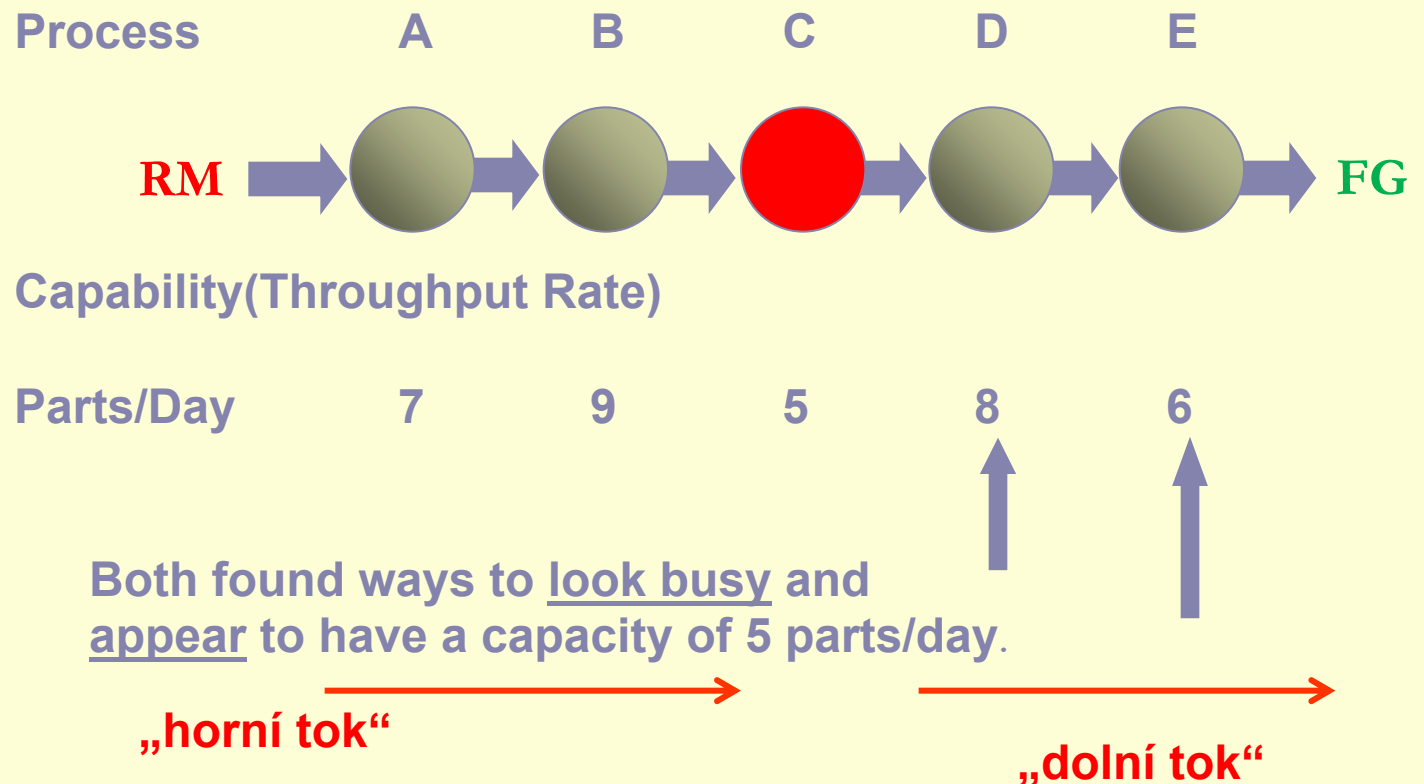 Process A B C D E
RM FG
Capability(Throughput Rate)
Parts/Day 7 9 5 8 6
Both found ways to look busy and
appear to have a capacity of 5 parts/day.
„horní tok“
„dolní tok“